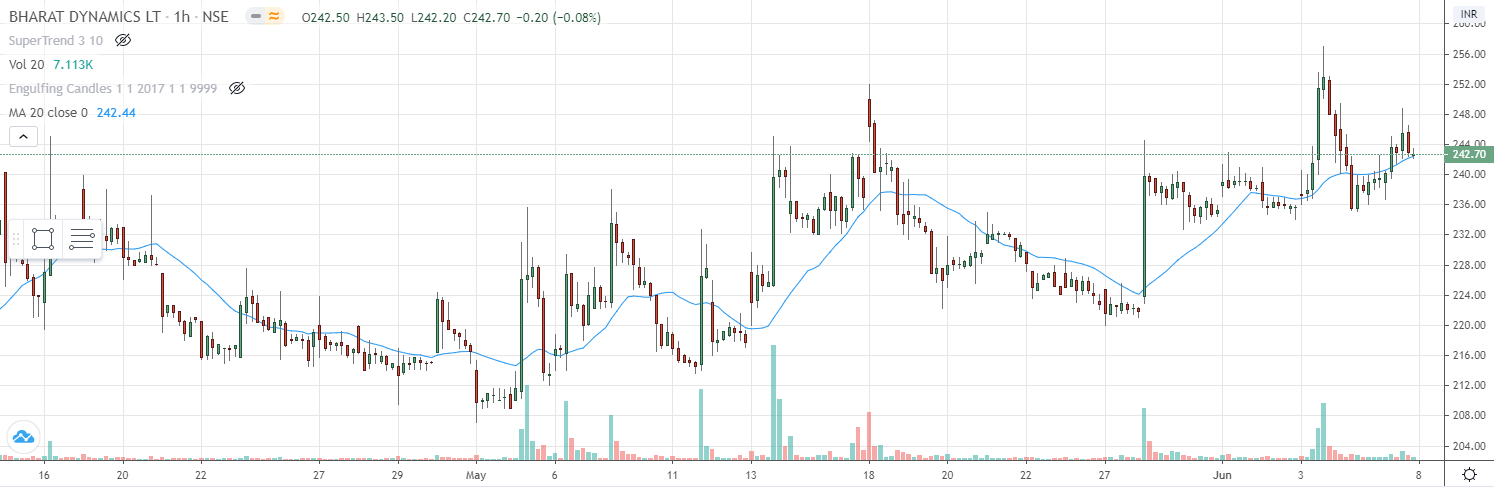 BHARAT DYNAMICS LT · 1h · NSE O242.50 H243.50 L242.20 C242.70 −0.20 (−0.08%)
INR
SuperTrend 3 10
Vol 20 7.113K
Engulfing Candles 1 1 2017 1 1 9999
MA 20 close 0 242.44
260.00
256.00
252.00
248.00
244.00
242.70
240.00
236.00
232.00
228.00
224.00
220.00
216.00
212.00
208.00
204.00
16 20 22 27 29 May 6 11 13 18 20 22 27 Jun 3 8